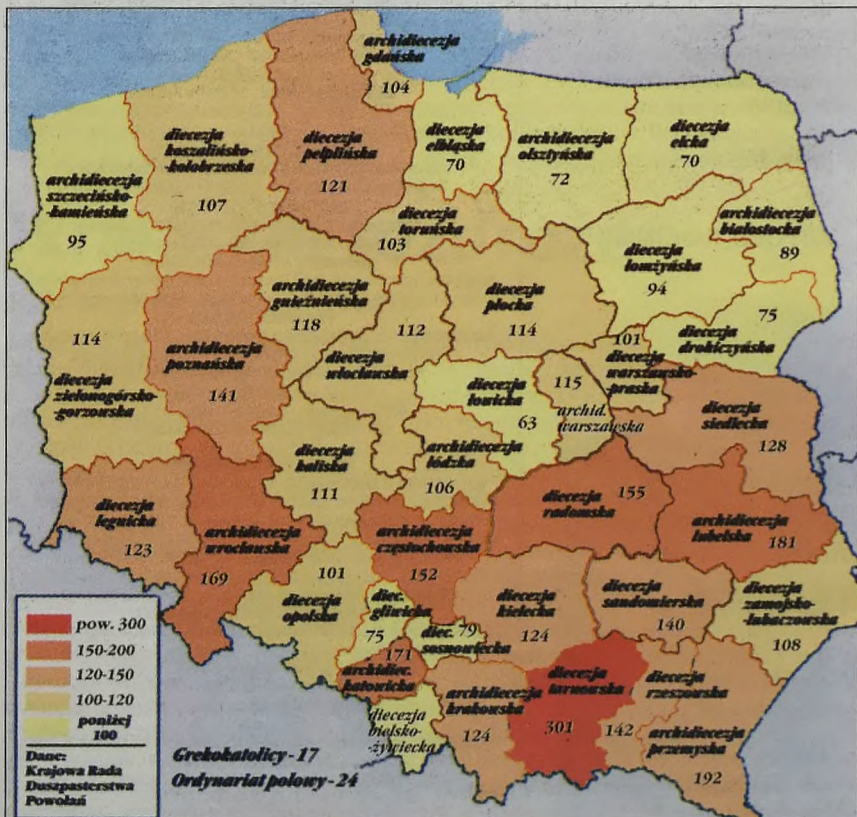 archidiecezja
gdańska
104
diecezja
koszalińsko-
-kołobrzeska
107
diecezja
pelplińska
121
diecezja
elbląska
70
archidiecezja
olsztyńska
72
diecezja
ełcka
70
archidiecezja
szczecińsko-
kamieńska
95
diecezja
toruńska
103
archidiecezja
białostocka
89
diecezja
łomżyńska
94
archidiecezja
gnieźnieńska
118
diecezja
płocka
114
75
diecezja
drohiczyńska
114
diecezja
zielonogórsko-
gorzowska
archidiecezja
poznańska
141
112
diecezja
włocławska
diecezja
łowicka
63
115
archid.
warszawska
101
diecezja
warszawsko-
praska
diecezja
siedlecka
128
diecezja
kaliska
111
archidiecezja
łódzka
106
diecezja
legnicka
123
archidiecezja
wrocławska
169
archidiecezja
częstochowska
152
diecezja
radomska
155
archidiecezja
lubelska
181
101
diecezja
opolska
diec.
gliwicka
75
diec. 79
sosnowiecka
171
archidiec.
katowicka
diecezja
kielecka
124
diecezja
sandomierska
140
diecezja
zamojsko-
-lubaczowska
108
diecezja
bielsko-
-żywiecka
archidiecezja
krakowska
124
diecezja
tarnowska
301
diecezja
rzeszowska
142
archidiecezja
przemyska
192
pow. 300
150-200
120-150
100-120
poniżej
100
Dane:
Krajowa Rada
Duszpasterstwa
Powołań
Grekokatolicy - 17
Ordynariat polowy - 24